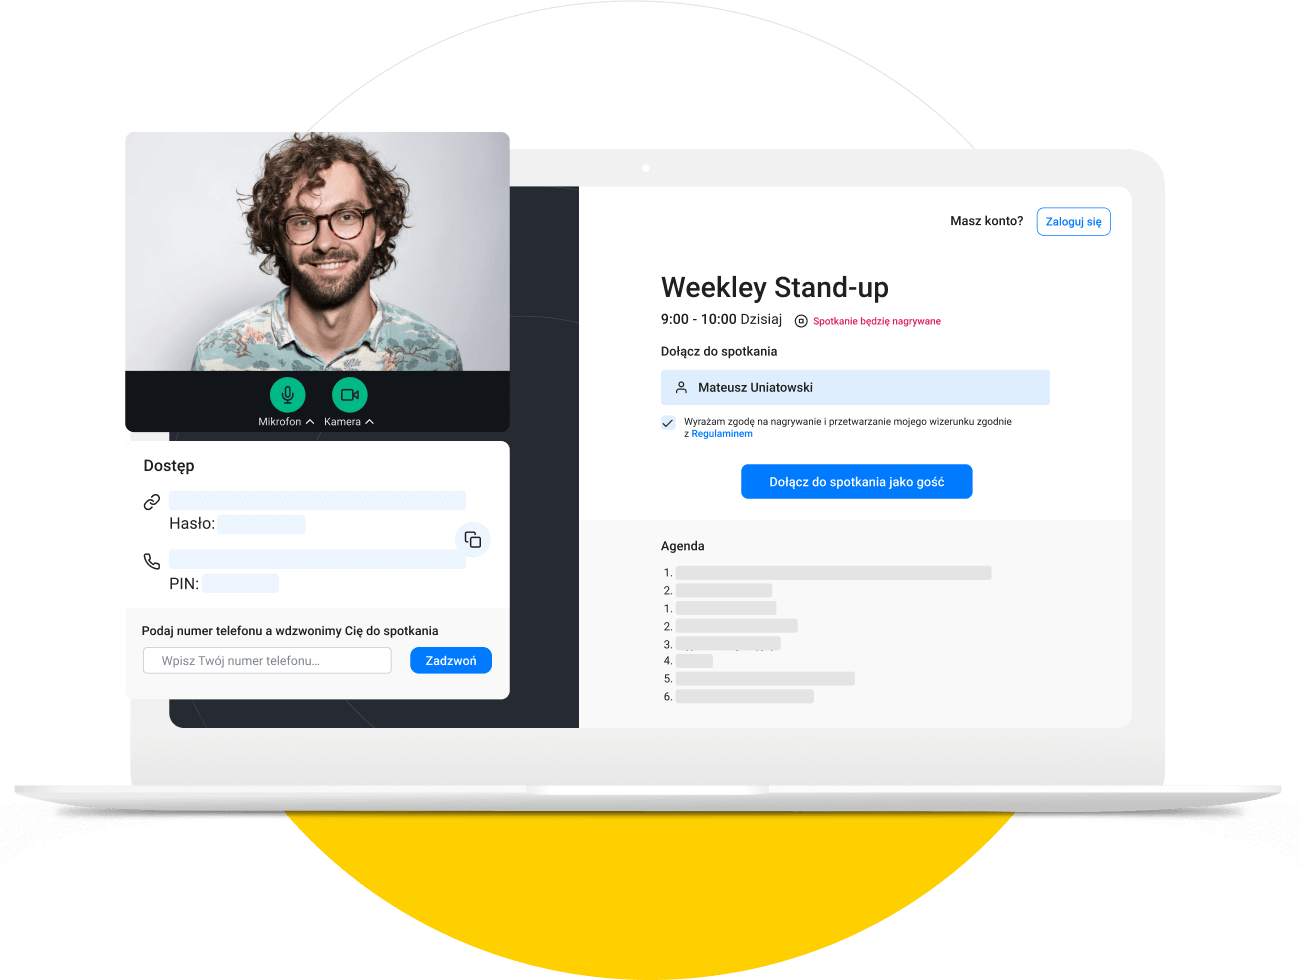 Mikrofon
Kamera
Dostęp
Hasło:
PIN:
Podaj numer telefonu a wdzwonimy Cię do spotkania
Wpisz Twój numer telefonu...
Zadzwoń
Masz konto?
Zaloguj się
Weekley Stand-up
9:00 - 10:00 Dzisiaj
Spotkanie będzię nagrywane
Dołącz do spotkania
Mateusz Uniatowski
Wyrażam zgodę na nagrywanie i przetwarzanie mojego wizerunku zgodnie
z Regulaminem
Dołącz do spotkania jako gość
Agenda
1.
2.
1.
2.
3.
4.
5.
6.